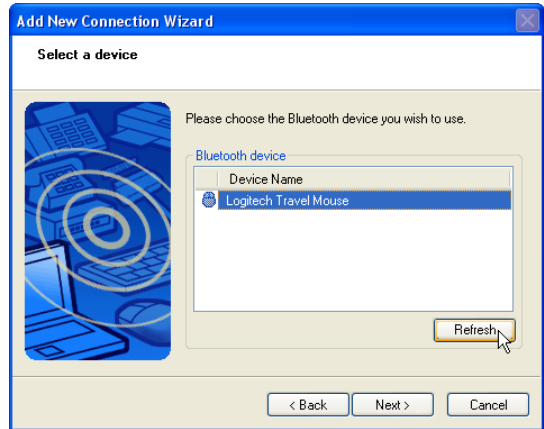 Add New Connection Wizard
Select a device
Please choose the Bluetooth device you wish to use.
Bluetooth device
Device Name
Logitech Travel Mouse
Refresh
< Back Next > Cancel